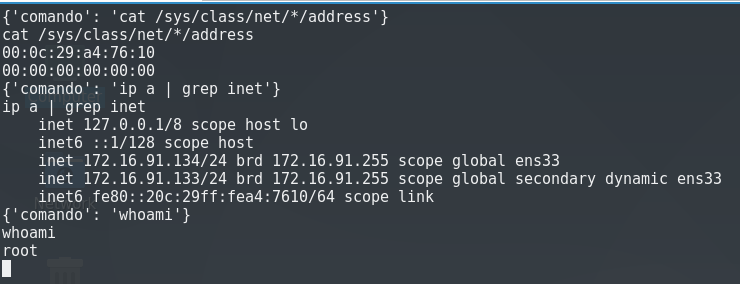 {'comando': 'cat /sys/class/net/*/address'}
cat /sys/class/net/*/address
00:0c:29:a4:76:10
00:00:00:00:00:00
{'comando': 'ip a | grep inet'}
ip a | grep inet
    inet 127.0.0.1/8 scope host lo
    inet6 ::1/128 scope host
    inet 172.16.91.134/24 brd 172.16.91.255 scope global ens33
    inet 172.16.91.133/24 brd 172.16.91.255 scope global secondary dynamic ens33
    inet6 fe80::20c:29ff:fea4:7610/64 scope link
{'comando': 'whoami'}
whoami
root